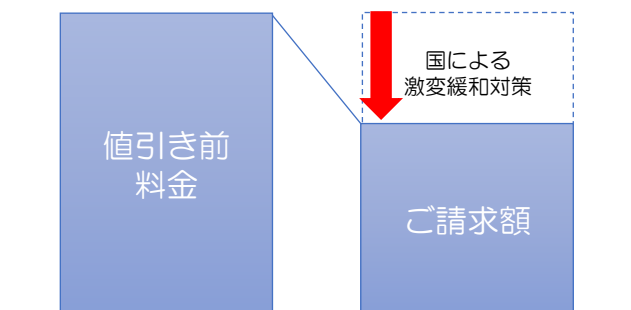 値引き前
料金
国による
激変緩和対策
ご請求額